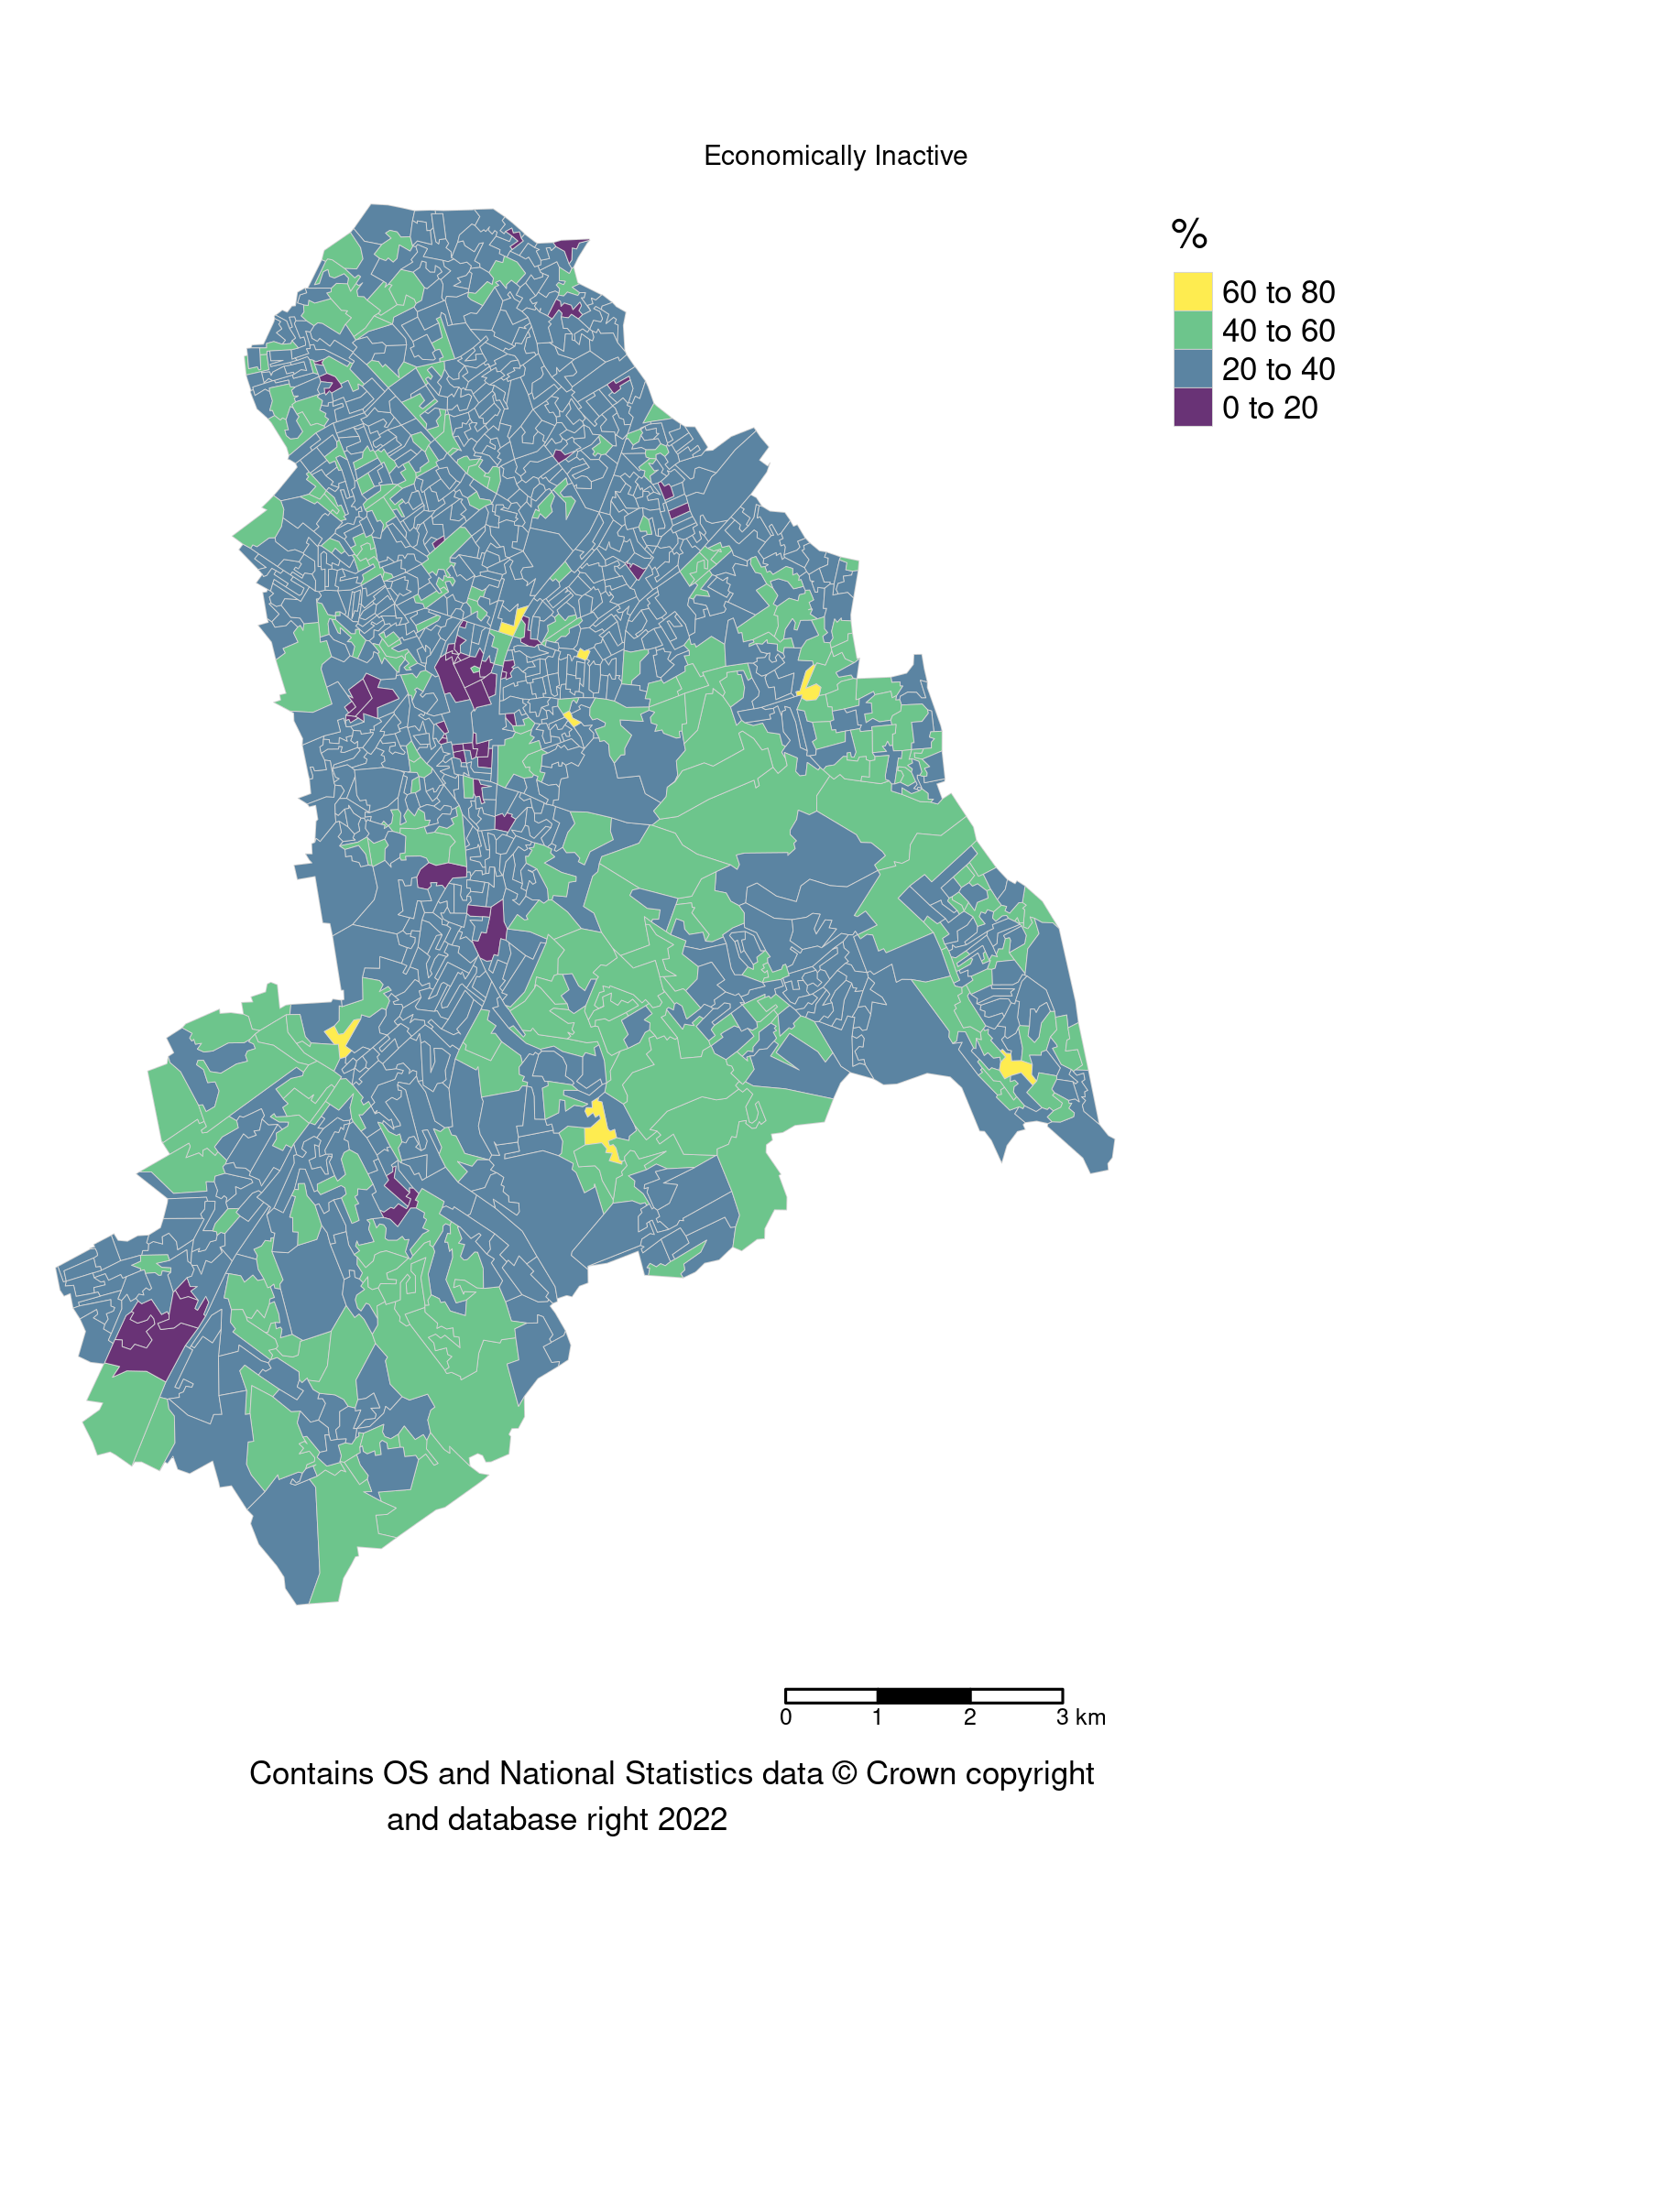 Economically Inactive
%
60 to 80
40 to 60
20 to 40
0 to 20
0 1 2 3 km
Contains OS and National Statistics data © Crown copyright
and database right 2022